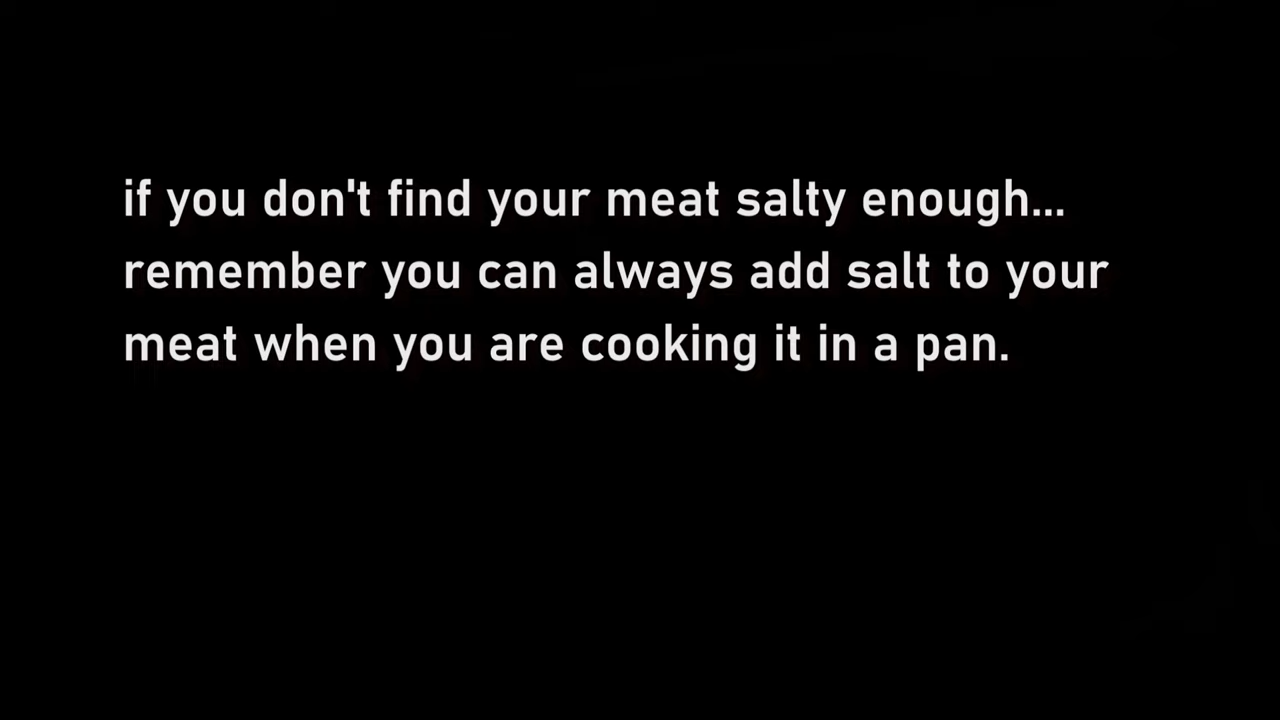 if you don't find your meat salty enough...
remember you can always add salt to your
meat when you are cooking it in a pan.